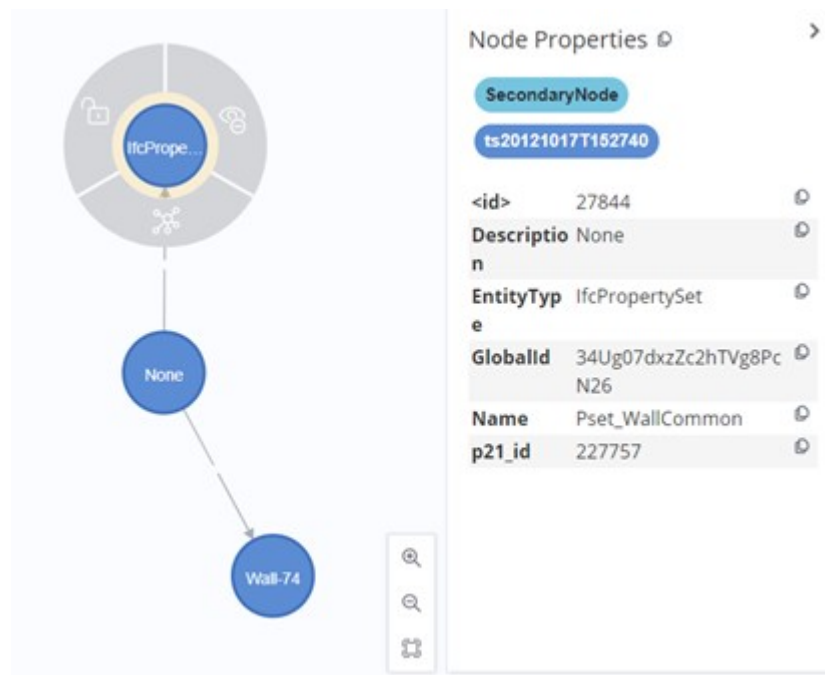 IfcPrope...
None
Wall-74
Node Properties
SecondaryNode
ts20121017T152740
<id> 27844
Descriptio None
n
EntityTyp IfcPropertySet
e
GlobalId 34Ug07dxzZc2hTVg8Pc
N26
Name Pset_WallCommon
p21_id 227757